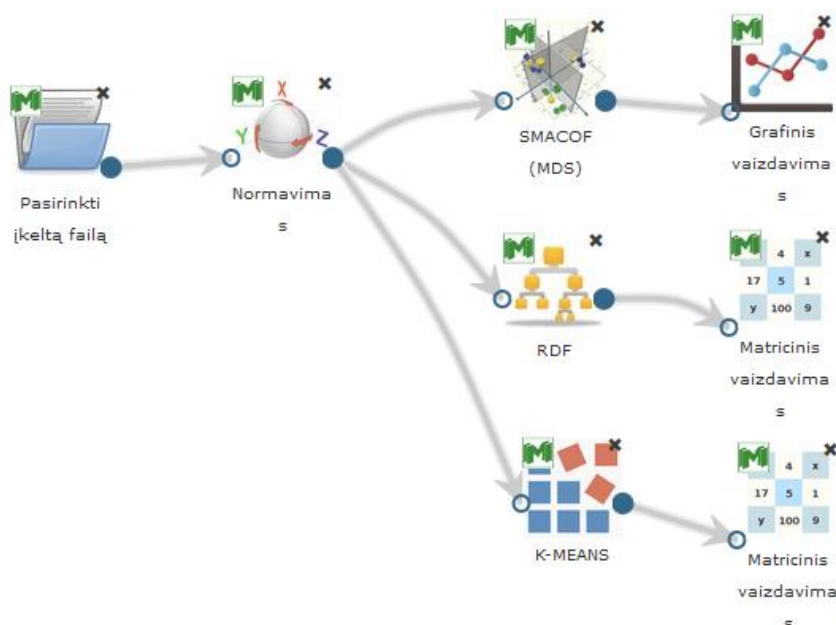 Pasirinkti
įkeltą failą
X
Y
Z
Normavima
s
SMACOF
(MDS)
Grafinis
vaizdavima
s
RDF
4 x
17 5 1
y 100 9
Matricinis
vaizdavima
s
K-MEANS
4 x
17 5 1
y 100 9
Matricinis
vaizdavima
s